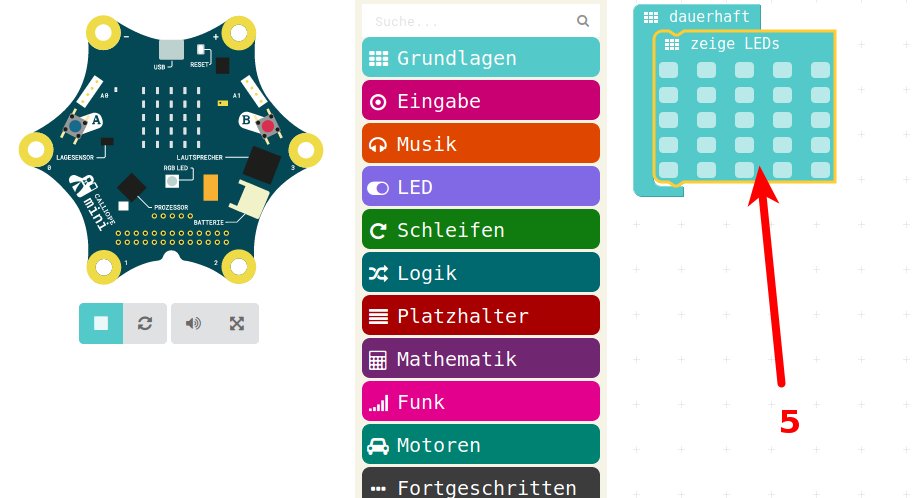 −
+
USB
RESET
A0
A1
A
B
LAGESENSOR
LAUTSPRECHER
RGB LED
0
3
PROZESSOR
CALLIOPE
mini
BATTERIE
1
2
Suche...
Grundlagen
Eingabe
Musik
LED
Schleifen
Logik
Platzhalter
Mathematik
Funk
Motoren
Fortgeschritten
dauerhaft
zeige LEDs
5